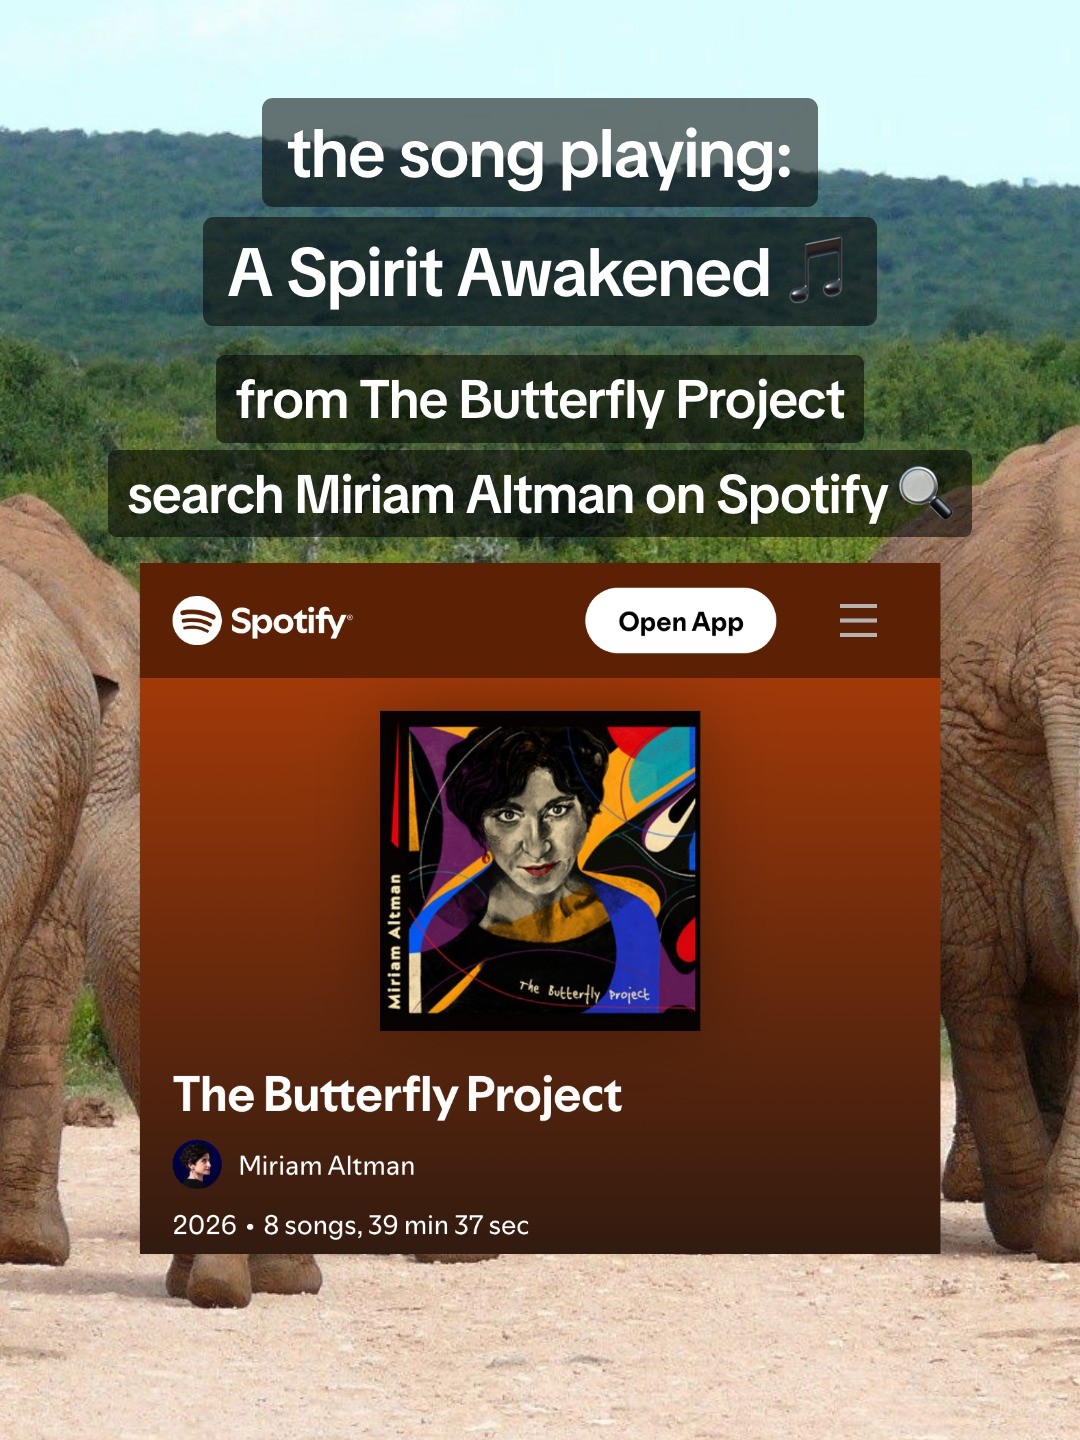 the song playing:
A Spirit Awakened 🎵
from The Butterfly Project
search Miriam Altman on Spotify 🔍
Spotify®
Open App
Miriam Altman
The Butterfly Project
The Butterfly Project
Miriam Altman
2026 • 8 songs, 39 min 37 sec